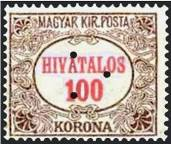 MAGYAR KIR. POSTA
HIVATALOS
100
KORONA